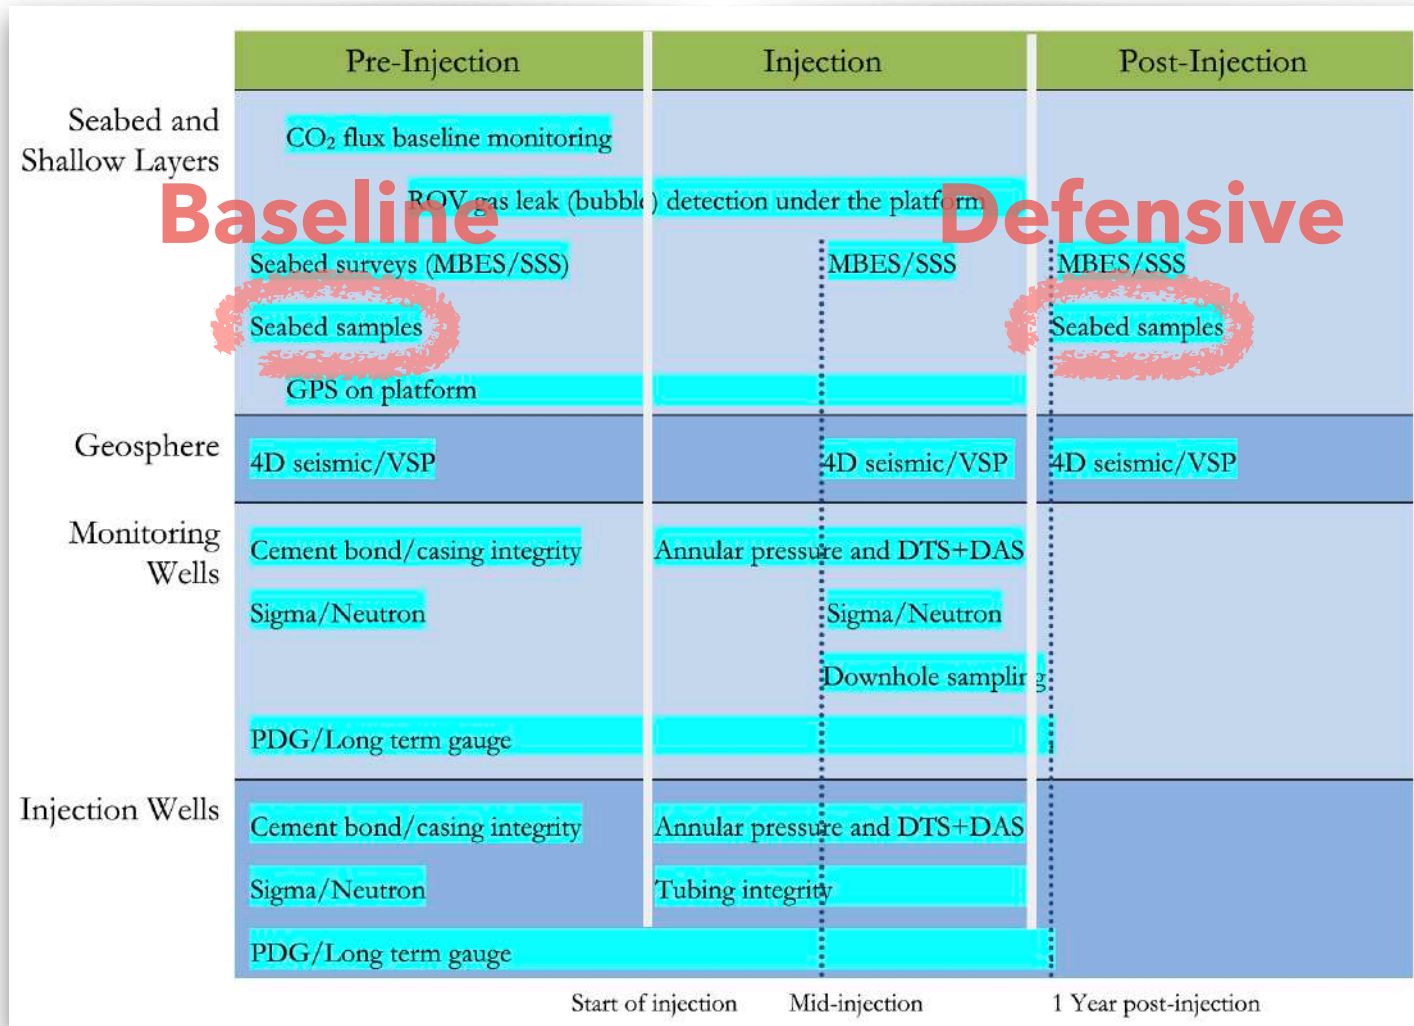 Pre-Injection Injection Post-Injection
Seabed and
Shallow Layers
CO₂ flux baseline monitoring
ROV gas leak (bubble) detection under the platform
Baseline Defensive
Seabed surveys (MBES/SSS) MBES/SSS MBES/SSS
Seabed samples Seabed samples
GPS on platform
Geosphere
4D seismic/VSP 4D seismic/VSP 4D seismic/VSP
Monitoring
Wells
Cement bond/casing integrity Annular pressure and DTS+DAS
Sigma/Neutron Sigma/Neutron
Downhole sampling
PDG/Long term gauge
Injection Wells
Cement bond/casing integrity Annular pressure and DTS+DAS
Sigma/Neutron Tubing integrity
PDG/Long term gauge
Start of injection Mid-injection 1 Year post-injection